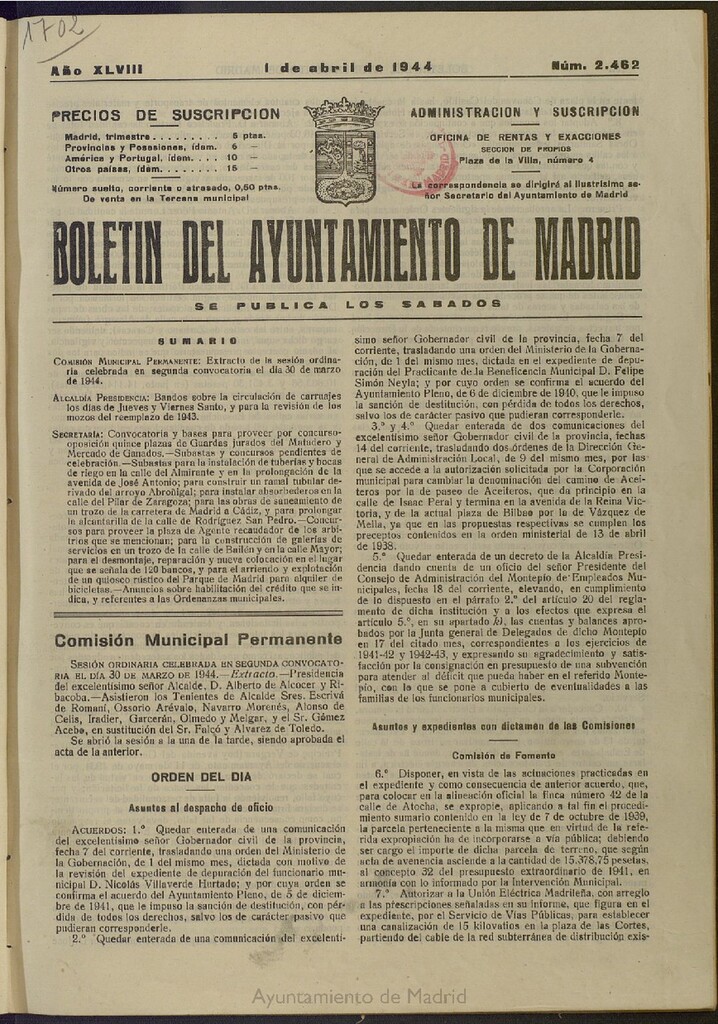 1702
Año XLVIII
1 de abril de 1944
Núm. 2.462
PRECIOS DE SUSCRIPCION
Madrid, trimestre . . . . . . . . . 6 ptas.
Provincias y Posesiones, ídem. 6 —
América y Portugal, ídem. . . . 10 —
Otros países, ídem. . . . . . . . . 15 —
Número suelto, corriente o atrasado, 0,50 ptas.
De venta en la Tercena municipal
ADMINISTRACION Y SUSCRIPCION
OFICINA DE RENTAS Y EXACCIONES
SECCION DE PROPIOS
Plaza de la Villa, número 4
La correspondencia se dirigirá al ilustrísimo se-
ñor Secretario del Ayuntamiento de Madrid
BOLETIN DEL AYUNTAMIENTO DE MADRID
SE PUBLICA LOS SABADOS
SUMARIO
COMISIÓN MUNICIPAL PERMANENTE: Extracto de la sesión ordina-
ria celebrada en segunda convocatoria el día 30 de marzo
de 1944.
ALCALDÍA PRESIDENCIA: Bandos sobre la circulación de carruajes
los días de Jueves y Viernes Santo, y para la revisión de los
mozos del reemplazo de 1943.
SECRETARÍA: Convocatoria y bases para proveer por concurso-
oposición quince plazas de Guardas jurados del Matadero y
Mercado de Ganados.—Subastas y concursos pendientes de
celebración.—Subastas para la instalación de tuberías y bocas
de riego en la calle del Almirante y en la prolongación de la
avenida de José Antonio; para construir un ramal tubular de-
rivado del arroyo Abroñigal; para instalar absorbederos en la
calle del Pilar de Zaragoza; para las obras de saneamiento de
un trozo de la carretera de Madrid a Cádiz, y para prolongar
la alcantarilla de la calle de Rodríguez San Pedro.—Concur-
sos para proveer la plaza de Agente recaudador de los arbi-
trios que se mencionan; para la construcción de galerías de
servicios en un trozo de la calle de Bailén y en la calle Mayor;
para el desmontaje, reparación y nueva colocación en el lugar
que se señala de 120 bancos, y para el arriendo y explotación
de un quiosco rústico del Parque de Madrid para alquiler de
bicicletas.—Anuncios sobre habilitación del crédito que se in-
dica, y referentes a las Ordenanzas municipales.
Comisión Municipal Permanente
SESIÓN ORDINARIA CELEBRADA EN SEGUNDA CONVOCATO-
RIA EL DÍA 30 DE MARZO DE 1944.—Extracto.—Presidencia
del excelentísimo señor Alcalde, D. Alberto de Alcocer y Ri-
bacoba.—Asistieron los Tenientes de Alcalde Sres. Escrivá
de Romaní, Ossorio Arévalo, Navarro Morenés, Alonso de
Celis, Iradier, Garcerán, Olmedo y Melgar, y el Sr. Gómez
Acebo, en sustitución del Sr. Falcó y Alvarez de Toledo.
Se abrió la sesión a la una de la tarde, siendo aprobada el
acta de la anterior.
ORDEN DEL DIA
Asuntos al despacho de oficio
ACUERDOS: 1.º Quedar enterada de una comunicación
del excelentísimo señor Gobernador civil de la provincia,
fecha 7 del corriente, trasladando una orden del Ministerio de
la Gobernación, de 1 del mismo mes, dictada con motivo de
la revisión del expediente de depuración del funcionario mu-
nicipal D. Nicolás Villaverde Hurtado; y por cuya orden se
confirma el acuerdo del Ayuntamiento Pleno, de 5 de diciem-
bre de 1941, que le impuso la sanción de destitución, con pér-
dida de todos los derechos, salvo los de carácter pasivo que
pudieran corresponderle.
2.º Quedar enterada de una comunicación del excelentí-
simo señor Gobernador civil de la provincia, fecha 7 del
corriente, trasladando una orden del Ministerio de la Goberna-
ción, de 1 del mismo mes, dictada en el expediente de depu-
ración del Practicante de la Beneficencia Municipal D. Felipe
Simón Neyla; y por cuyo orden se confirma el acuerdo del
Ayuntamiento Pleno, de 6 de diciembre de 1940, que le impuso
la sanción de destitución, con pérdida de todos los derechos,
salvo los de carácter pasivo que pudieran corresponderle.
3.º y 4.º Quedar enterada de dos comunicaciones del
excelentísimo señor Gobernador civil de la provincia, fechas
14 del corriente, trasladando dos órdenes de la Dirección Ge-
neral de Administración Local, de 9 del mismo mes, por las
que se accede a la autorización solicitada por la Corporación
municipal para cambiar la denominación del camino de Acei-
teros por la de paseo de Aceiteros, que da principio en la
calle de Isaac Peral y termina en la avenida de la Reina Vic-
toria, y de la actual plaza de Bilbao por la de Vázquez de
Mella, ya que en las propuestas respectivas se cumplen los
preceptos contenidos en la orden ministerial de 13 de abril
de 1938.
5.º Quedar enterada de un decreto de la Alcaldía Presi-
dencia dando cuenta de un oficio del señor Presidente del
Consejo de Administración del Montepío de Empleados Mu-
nicipales, fecha 18 del corriente, elevando, en cumplimiento
de lo dispuesto en el párrafo 2.º del artículo 20 del reglamen-
to de dicha institución y a los efectos que expresa el
artículo 5.º, en su apartado k), las cuentas y balances apro-
bados por la Junta general de Delegados de dicho Montepío
en 17 del citado mes, correspondientes a los ejercicios de
1941-42 y 1942-43, y expresando su agradecimiento y satis-
facción por la consignación en presupuesto de una subvención
para atender al déficit que pueda haber en el referido Monte-
pío, con la que se pone a cubierto de eventualidades a las
familias de los funcionarios municipales.
Asuntos y expedientes con dictamen de las Comisiones
Comisión de Fomento
6.º Disponer, en vista de las actuaciones practicadas en
el expediente y como consecuencia de anterior acuerdo, que,
para colocar en la alineación oficial la finca número 42 de la
calle de Atocha, se expropie, aplicando a tal fin el procedi-
miento sumario contenido en la ley de 7 de octubre de 1939,
la parcela perteneciente a la misma que en virtud de la refe-
rida expropiación ha de incorporarse a vía pública; debiendo
ser cargo el importe de dicha parcela de terreno, que según
acta de avenencia asciende a la cantidad de 15.378,75 pesetas,
al concepto 32 del presupuesto extraordinario de 1941, en
armonía con lo informado por la Intervención Municipal.
7.º Autorizar a la Unión Eléctrica Madrileña, con arreglo
a las prescripciones señaladas en su informe, que figura en el
expediente, por el Servicio de Vías Públicas, para establecer
una canalización de 15 kilovatios en la plaza de las Cortes,
partiendo del cable de la red subterránea de distribución exis-
Ayuntamiento de Madrid